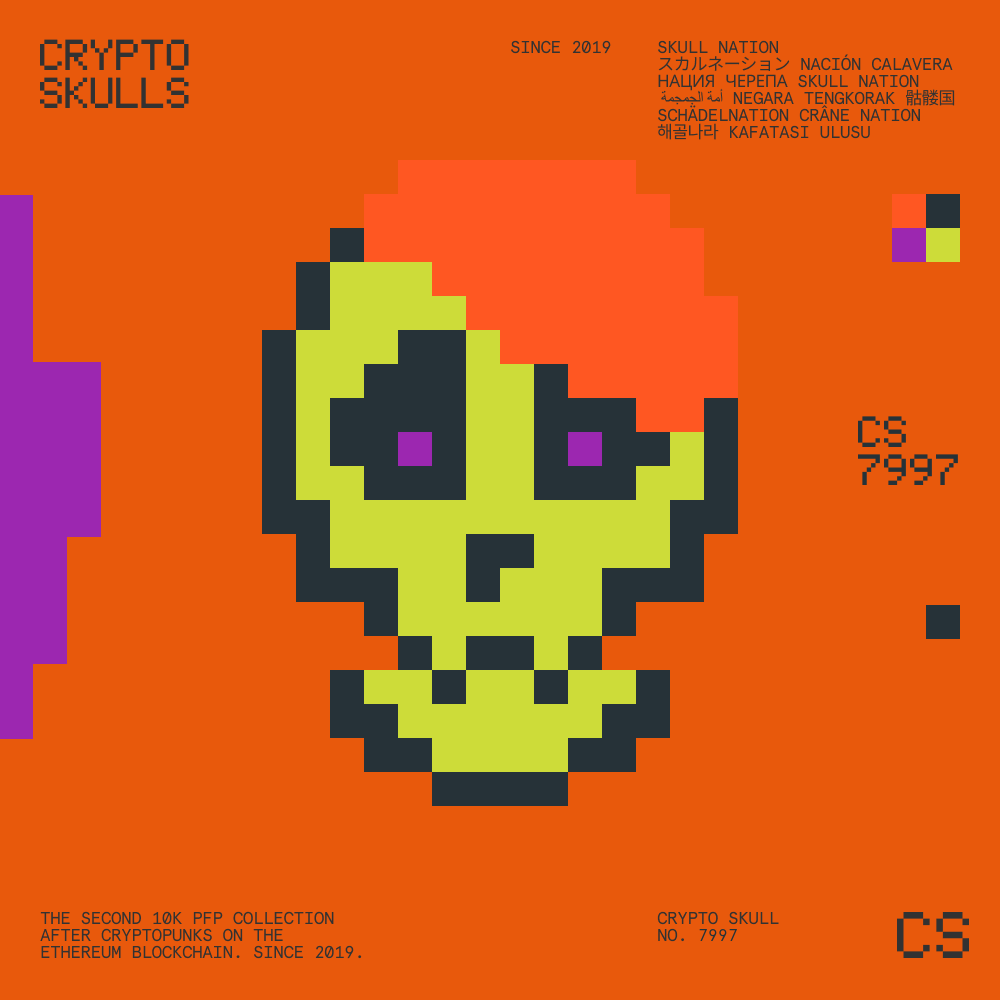 CRYPTO
SKULLS
SINCE 2019
SKULL NATION
スカルネーション NACIÓN CALAVERA
НАЦИЯ ЧЕРЕПА SKULL NATION
أمة الجمجمة NEGARA TENGKORAK 骷髅国
SCHÄDELNATION CRÂNE NATION
해골나라 KAFATASI ULUSU
CS
7997
THE SECOND 10K PFP COLLECTION
AFTER CRYPTOPUNKS ON THE
ETHEREUM BLOCKCHAIN. SINCE 2019.
CRYPTO SKULL
NO. 7997
CS